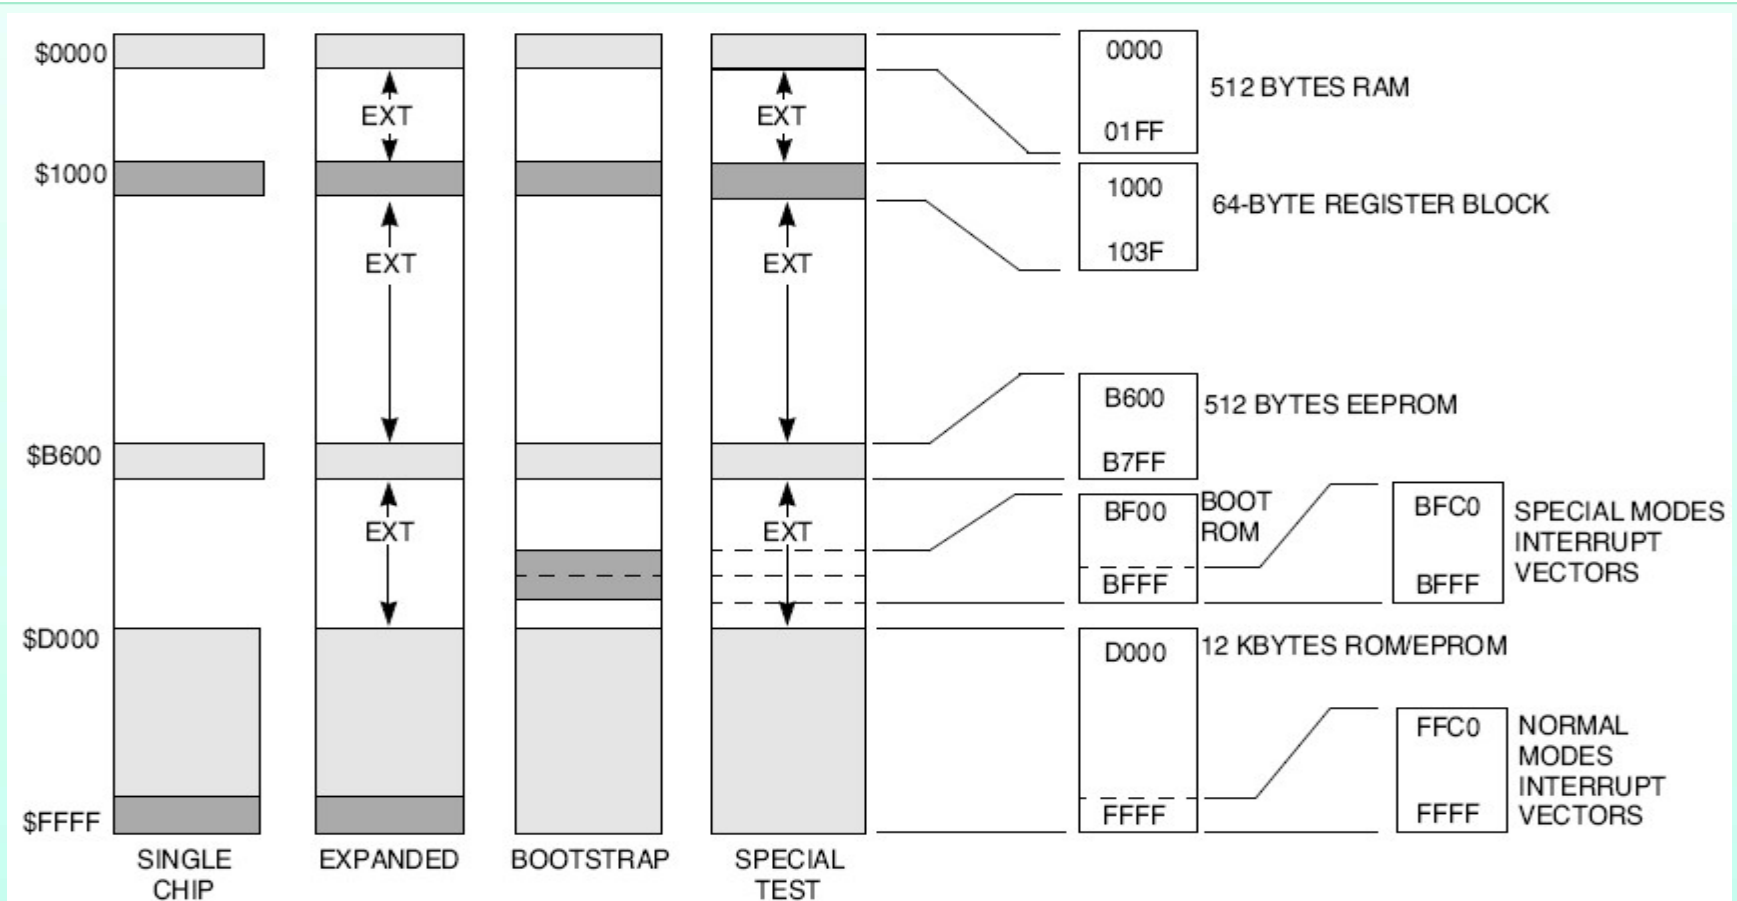 $0000
$1000
$B600
$D000
$FFFF
EXT
EXT
EXT
EXT
EXT
EXT
SINGLE
CHIP
EXPANDED
BOOTSTRAP
SPECIAL
TEST
0000
01FF
512 BYTES RAM
1000
103F
64-BYTE REGISTER BLOCK
B600
B7FF
512 BYTES EEPROM
BF00
BFFF
BOOT
ROM
BFC0
BFFF
SPECIAL MODES
INTERRUPT
VECTORS
D000
FFFF
12 KBYTES ROM/EPROM
FFC0
FFFF
NORMAL
MODES
INTERRUPT
VECTORS